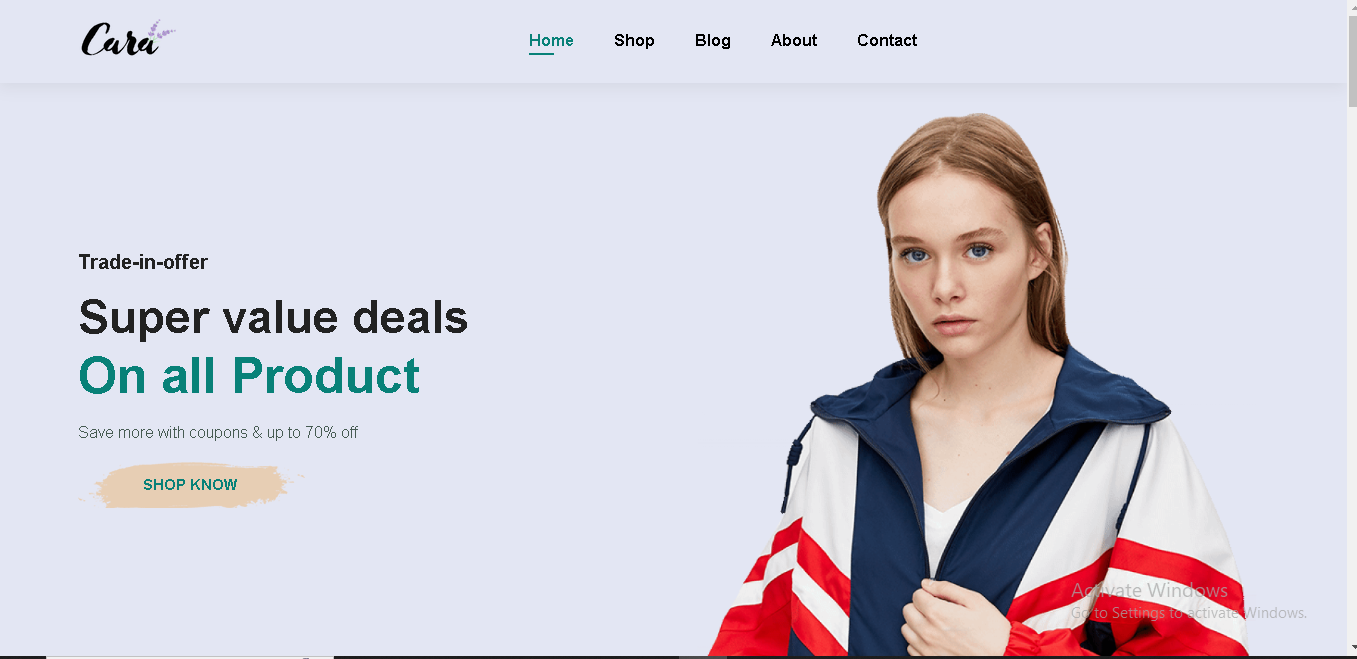 Cara
Home Shop Blog About Contact
Trade-in-offer
Super value deals
On all Product
Save more with coupons & up to 70% off
SHOP KNOW
Activate Windows
Go to Settings to activate Windows.